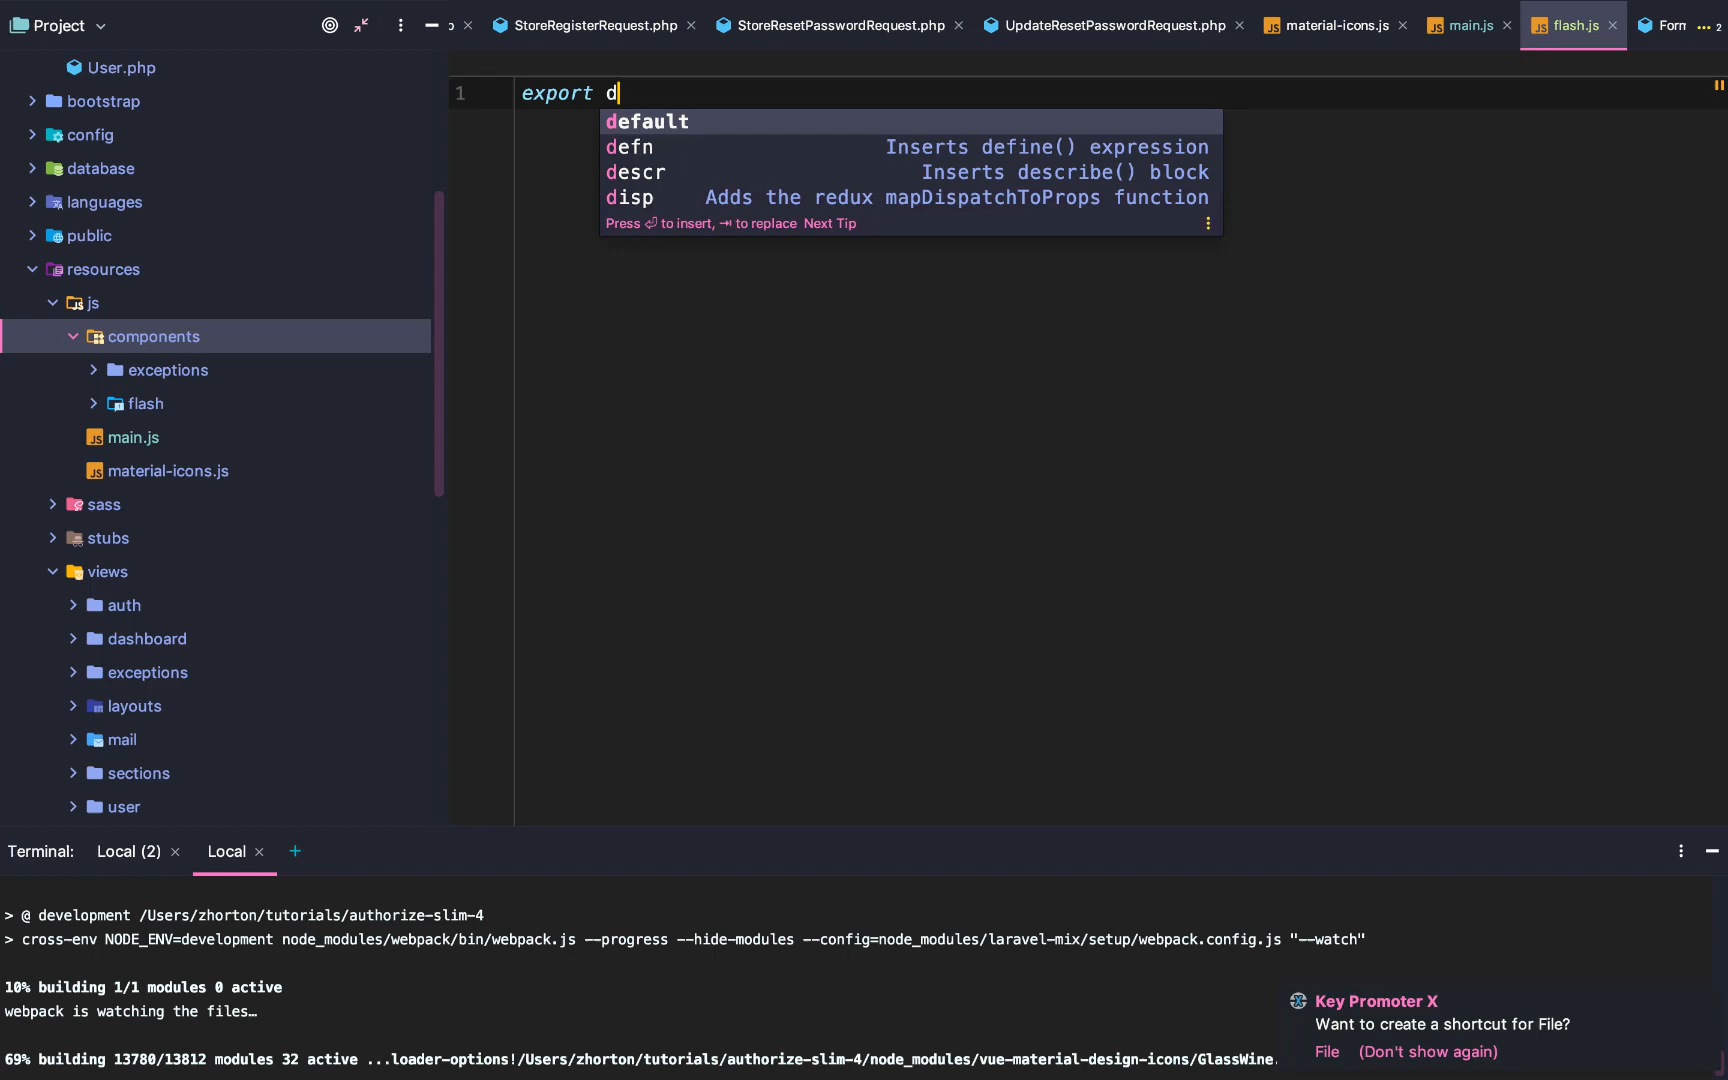 Project
StoreRegisterRequest.php
StoreResetPasswordRequest.php
UpdateResetPasswordRequest.php
material-icons.js
main.js
flash.js
Form
2
User.php
bootstrap
config
database
languages
public
resources
js
components
exceptions
flash
main.js
material-icons.js
sass
stubs
views
auth
dashboard
exceptions
layouts
mail
sections
user
1 export d
default
defn Inserts define() expression
descr Inserts describe() block
disp Adds the redux mapDispatchToProps function
Press ⏎ to insert, ⇥ to replace Next Tip
Terminal: Local (2) Local
> @ development /Users/zhorton/tutorials/authorize-slim-4
> cross-env NODE_ENV=development node_modules/webpack/bin/webpack.js --progress --hide-modules --config=node_modules/laravel-mix/setup/webpack.config.js "--watch"
10% building 1/1 modules 0 active
webpack is watching the files…
69% building 13780/13812 modules 32 active ...loader-options!/Users/zhorton/tutorials/authorize-slim-4/node_modules/vue-material-design-icons/GlassWine.
Key Promoter X
Want to create a shortcut for File?
File (Don't show again)